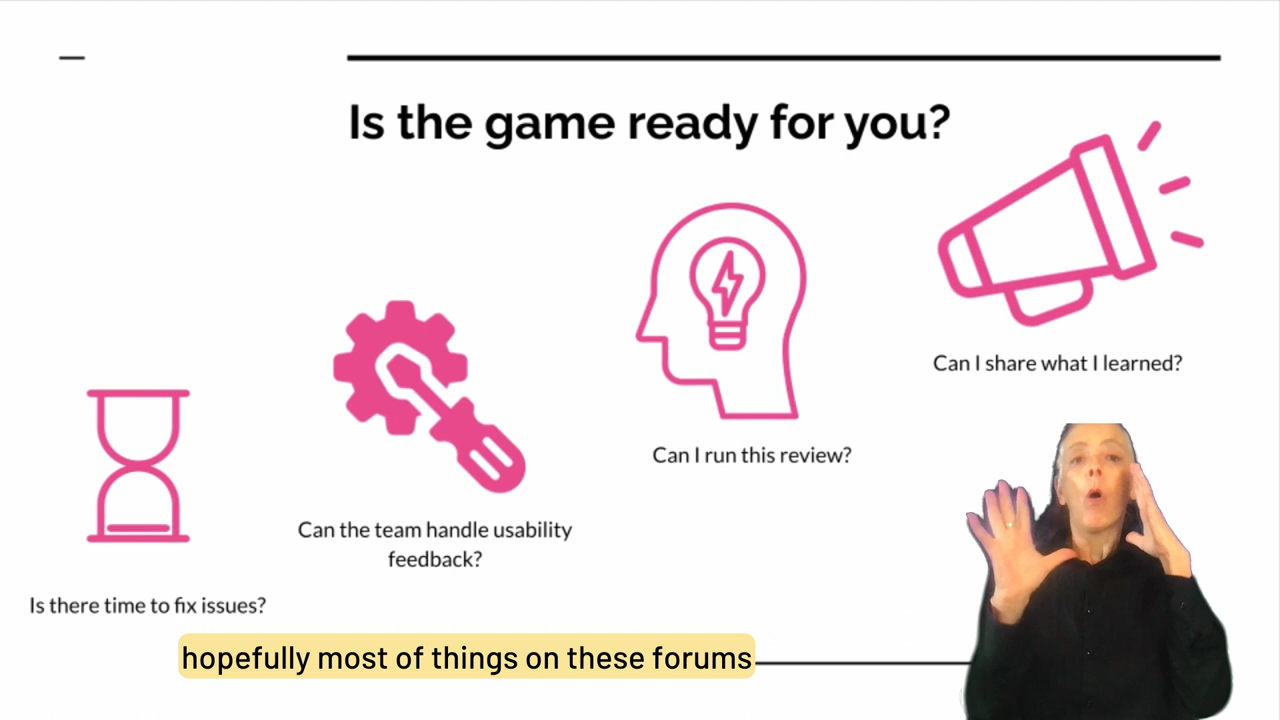 Is the game ready for you?
Can I share what I learned?
Can I run this review?
Can the team handle usability
feedback?
Is there time to fix issues?
hopefully most of things on these forums